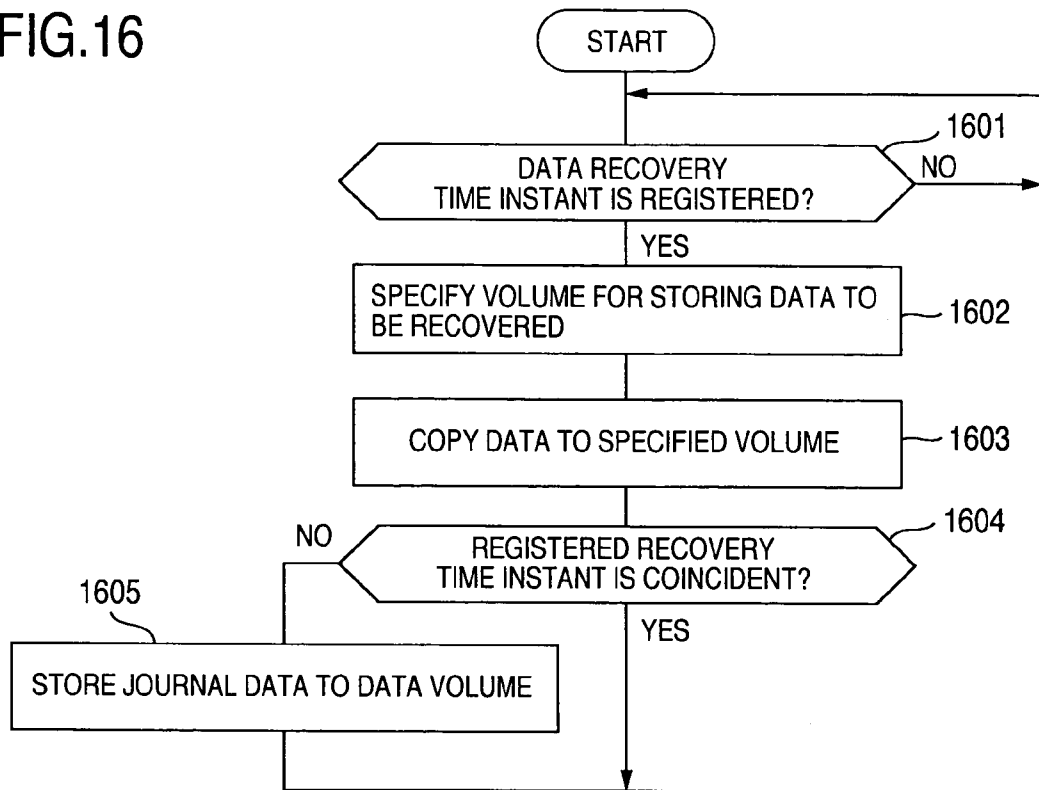 FIG.16
START
1601
DATA RECOVERY
TIME INSTANT IS REGISTERED?
NO
YES
SPECIFY VOLUME FOR STORING DATA TO
BE RECOVERED
1602
COPY DATA TO SPECIFIED VOLUME
1603
1604
NO
REGISTERED RECOVERY
TIME INSTANT IS COINCIDENT?
1605
YES
STORE JOURNAL DATA TO DATA VOLUME